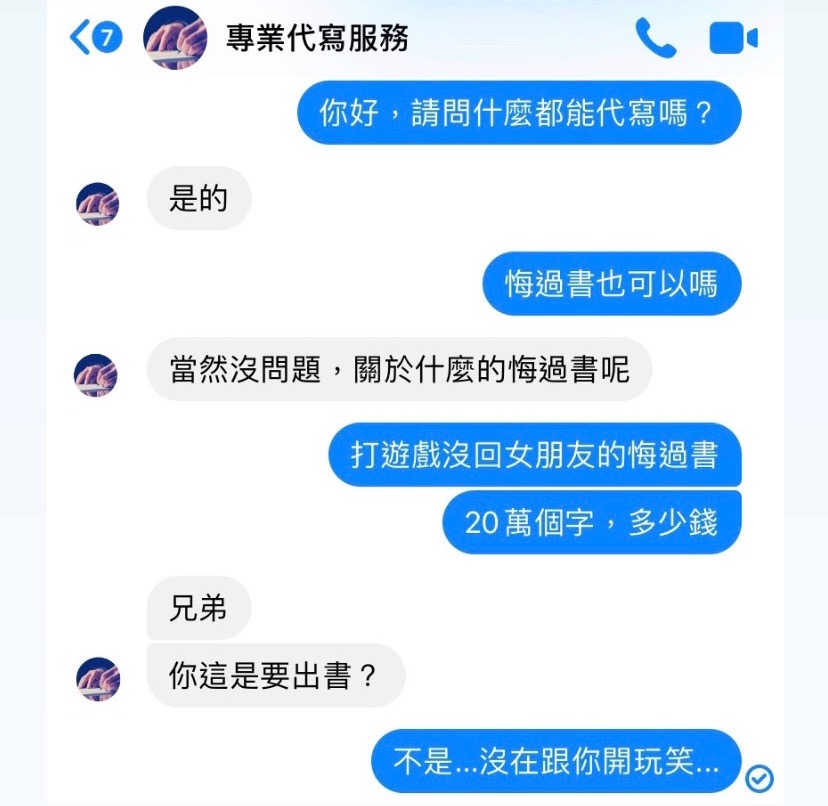 7
專業代寫服務
你好，請問什麼都能代寫嗎？
是的
悔過書也可以嗎
當然沒問題，關於什麼的悔過書呢
打遊戲沒回女朋友的悔過書
20萬個字，多少錢
兄弟
你這是要出書？
不是...沒在跟你開玩笑...